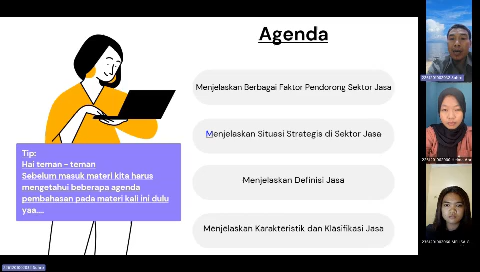 Agenda
Menjelaskan Berbagai Faktor Pendorong Sektor Jasa
Menjelaskan Situasi Strategis di Sektor Jasa
Menjelaskan Definisi Jasa
Menjelaskan Karakteristik dan Klasifikasi Jasa
Tip:
Hai teman - teman
Sebelum masuk materi kita harus
mengetahui beberapa agenda
pembahasan pada materi kali ini dulu
yaa....